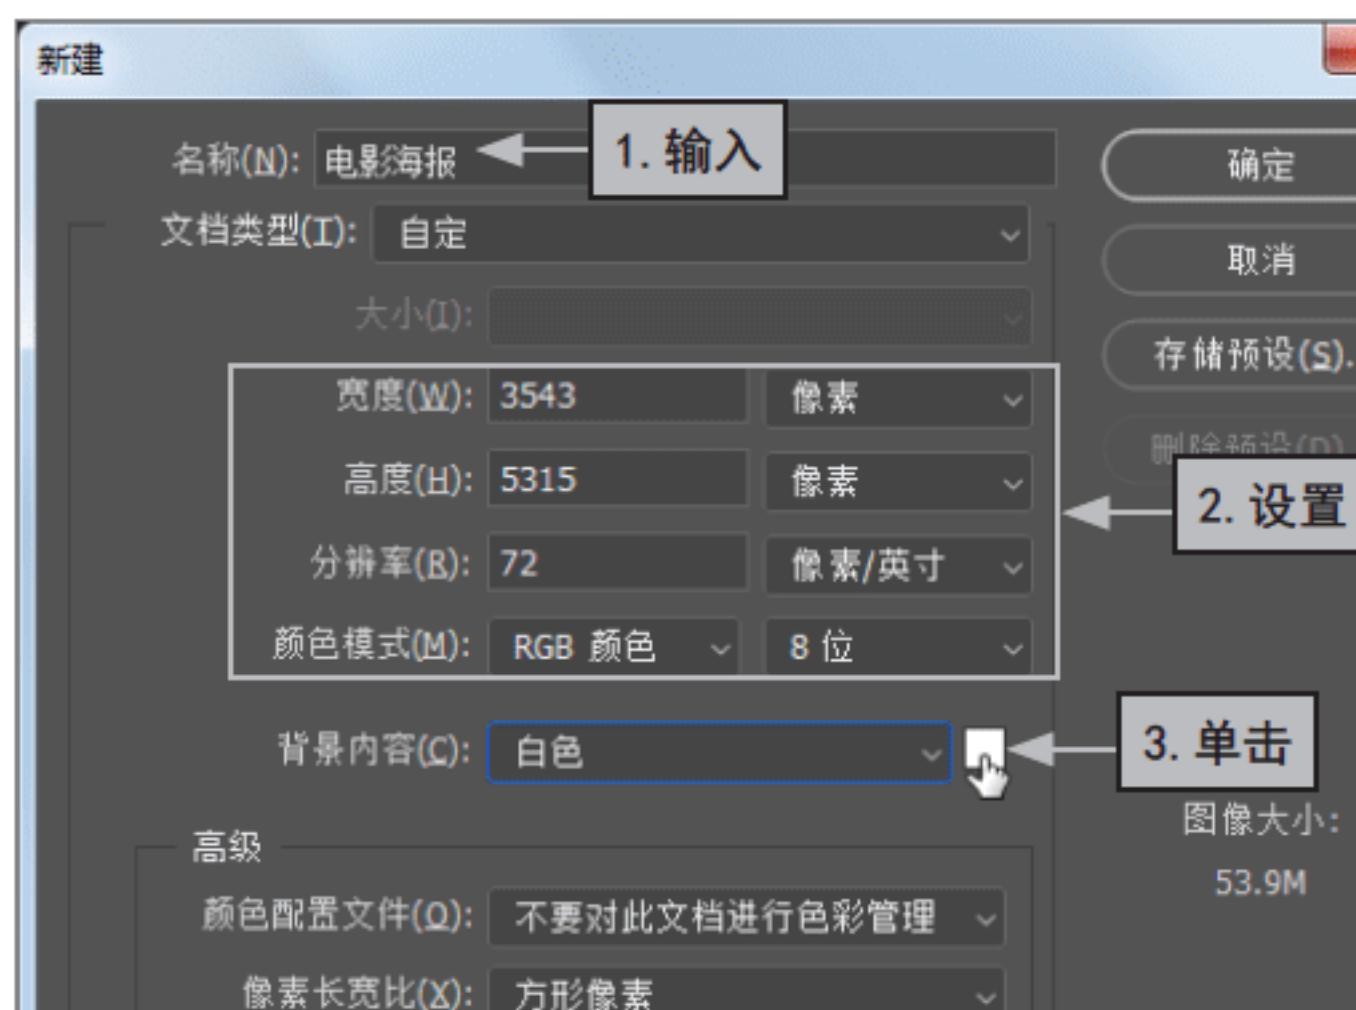 新建
名称(N): 电影海报
1. 输入
确定
文档类型(T): 自定
取消
大小(I):
存储预设(S).
宽度(W): 3543 像素
删除预设(D)
高度(H): 5315 像素
2. 设置
分辨率(R): 72 像素/英寸
颜色模式(M): RGB 颜色 8 位
背景内容(C): 白色
3. 单击
图像大小:
53.9M
高级
颜色配置文件(O): 不要对此文档进行色彩管理
像素长宽比(X): 方形像素